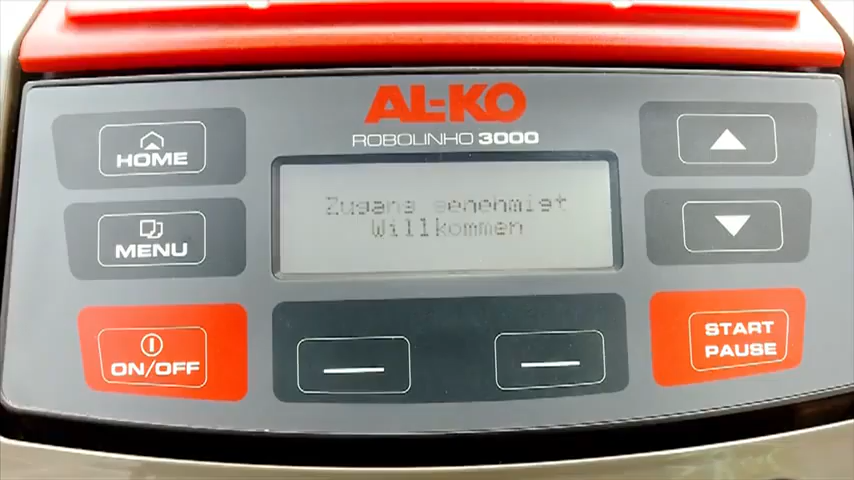 AL-KO
ROBOLINHO 3000
HOME
Zugang genehmigt
Willkommen
MENU
ON/OFF
START
PAUSE